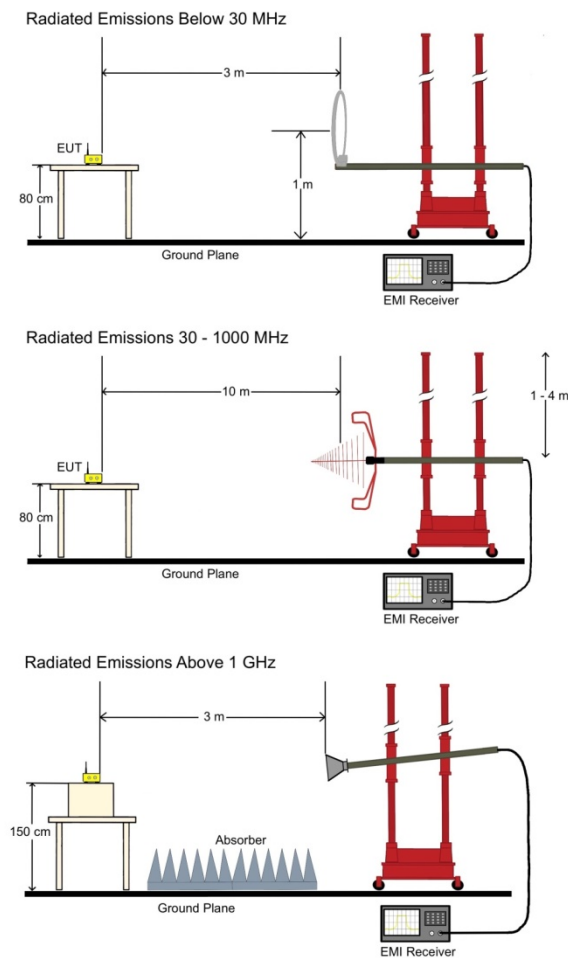 Radiated Emissions Below 30 MHz
3 m
EUT
1 m
80 cm
Ground Plane
EMI Receiver
Radiated Emissions 30 - 1000 MHz
10 m
1 - 4 m
EUT
80 cm
Ground Plane
EMI Receiver
Radiated Emissions Above 1 GHz
3 m
150 cm
Absorber
Ground Plane
EMI Receiver